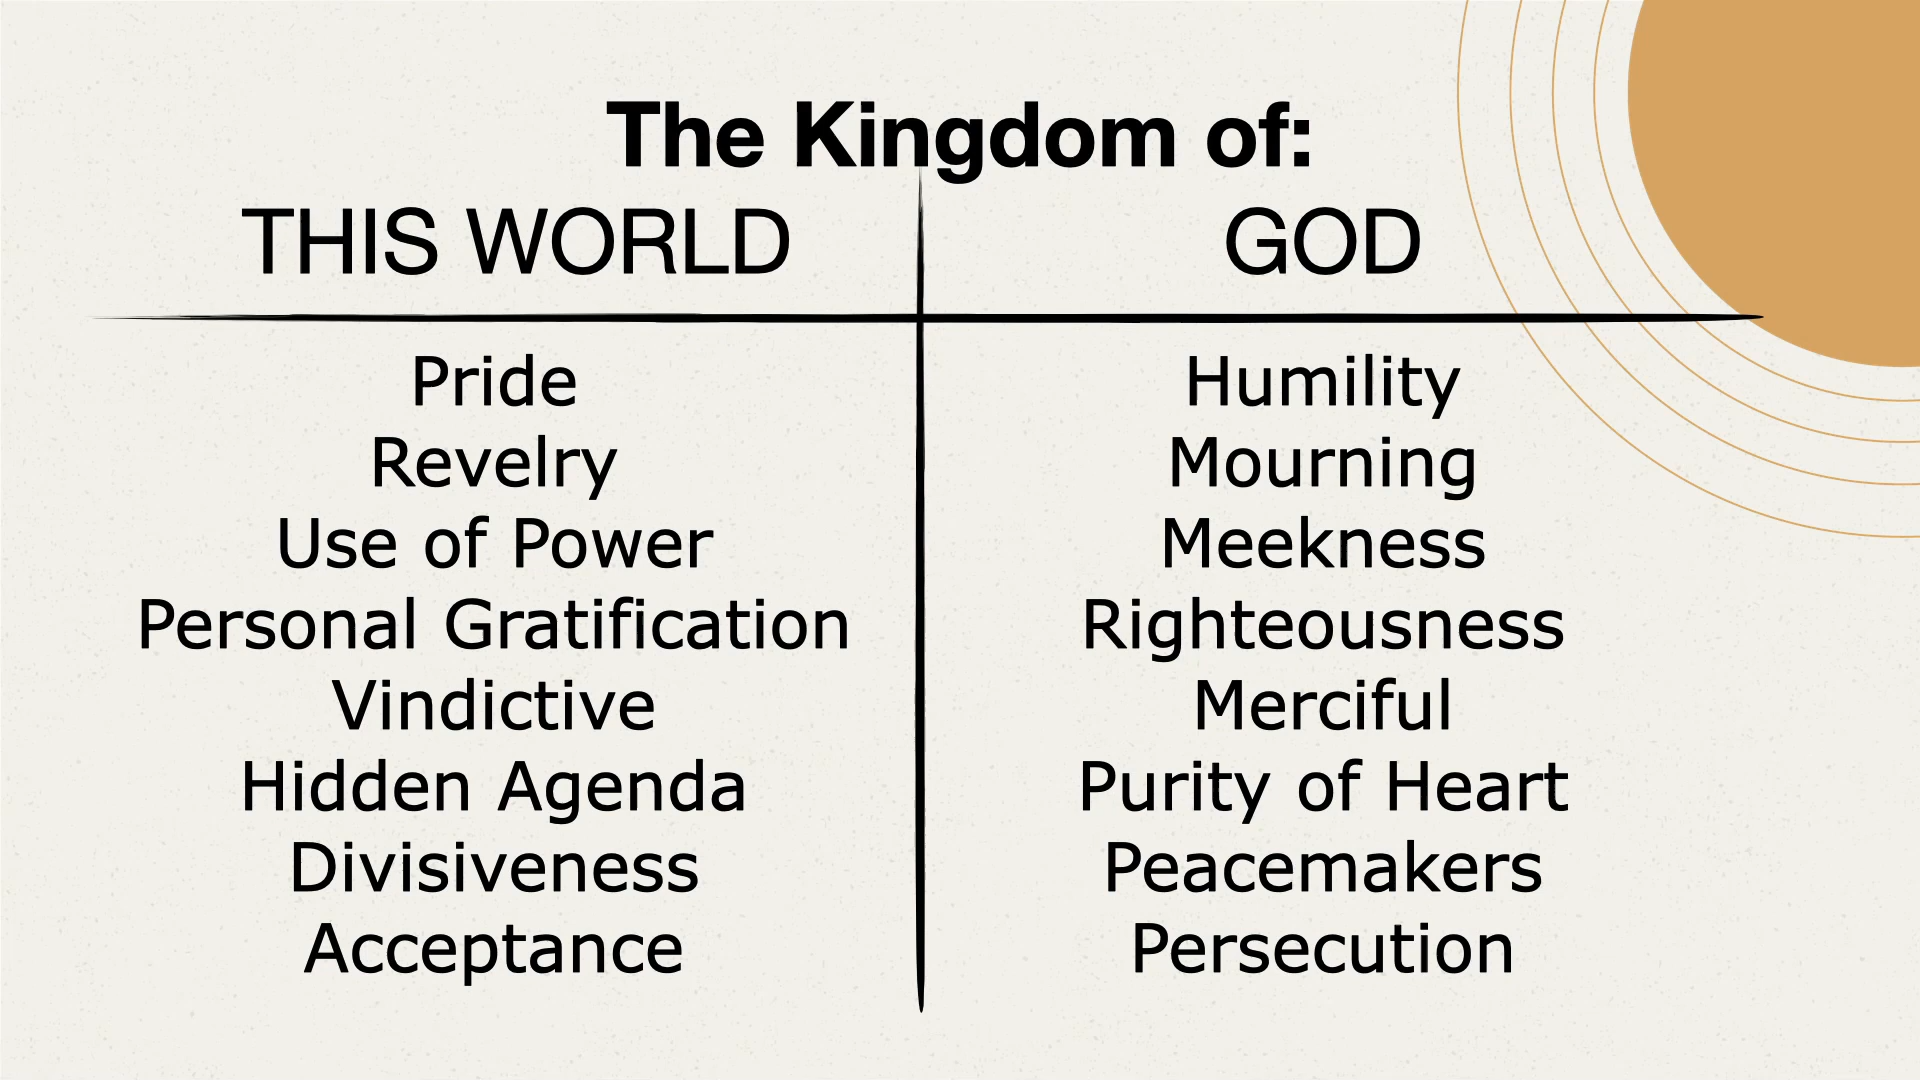 The Kingdom of:
THIS WORLD
GOD
Pride
Revelry
Use of Power
Personal Gratification
Vindictive
Hidden Agenda
Divisiveness
Acceptance
Humility
Mourning
Meekness
Righteousness
Merciful
Purity of Heart
Peacemakers
Persecution